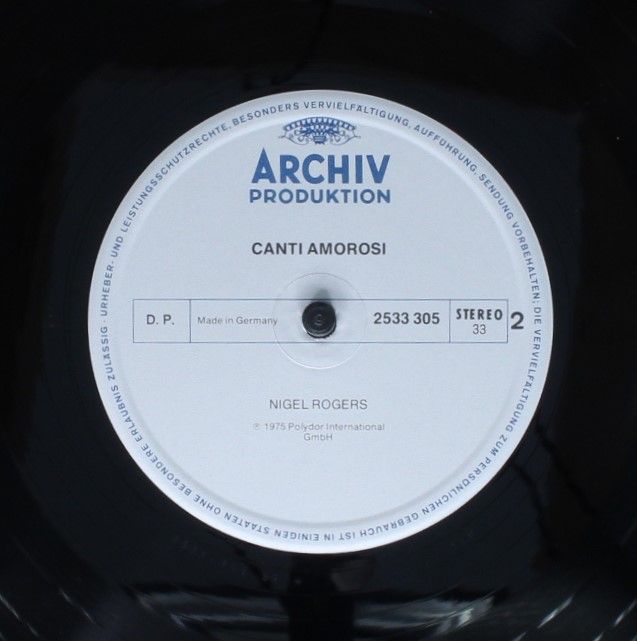 URHEBER- UND LEISTUNGSSCHUTZRECHTE, BESONDERS VERVIELFÄLTIGUNG, AUFFÜHRUNG, SENDUNG VORBEHALTEN; DIE VERVIELFÄLTIGUNG ZUM PERSÖNLICHEN GEBRAUCH IST IN EINIGEN STAATEN OHNE BESONDERE ERLAUBNIS ZULÄSSIG ·
ARCHIV
PRODUKTION
CANTI AMOROSI
D. P. Made in Germany 2533 305 STEREO 33 2
NIGEL ROGERS
℗ 1975 Polydor International
GmbH